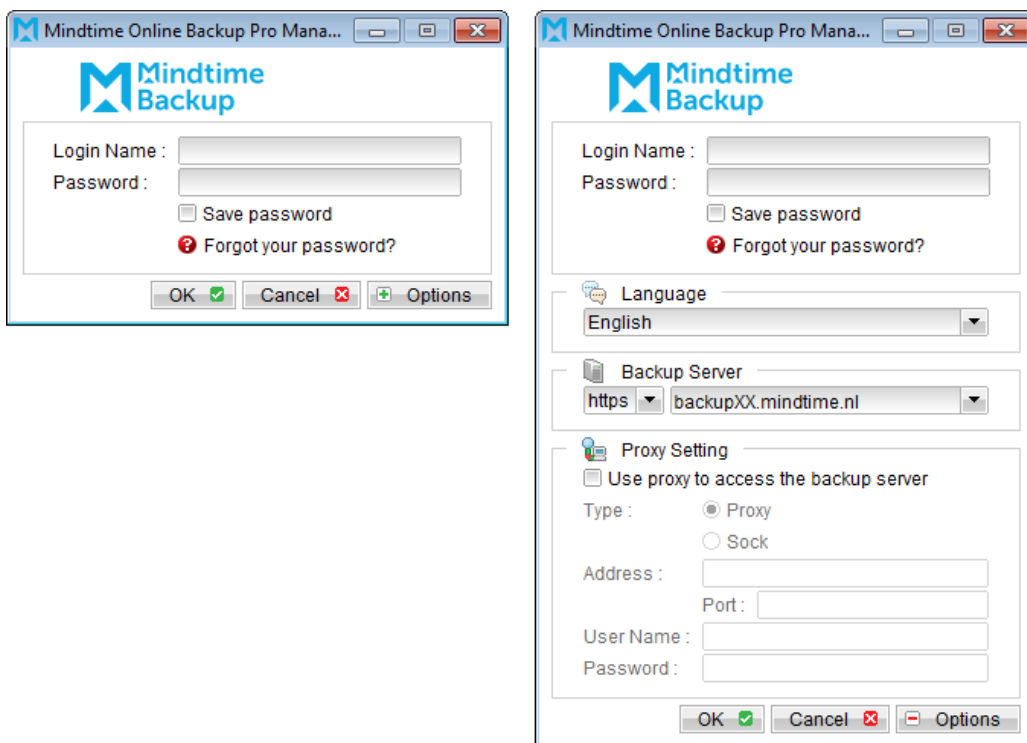 Mindtime Online Backup Pro Mana...
Mindtime
Backup
Login Name :
Password :
Save password
Forgot your password?
OK Cancel Options
Mindtime Online Backup Pro Mana...
Mindtime
Backup
Login Name :
Password :
Save password
Forgot your password?
Language
English
Backup Server
https backupXX.mindtime.nl
Proxy Setting
Use proxy to access the backup server
Type : Proxy
Sock
Address :
Port :
User Name :
Password :
OK Cancel Options